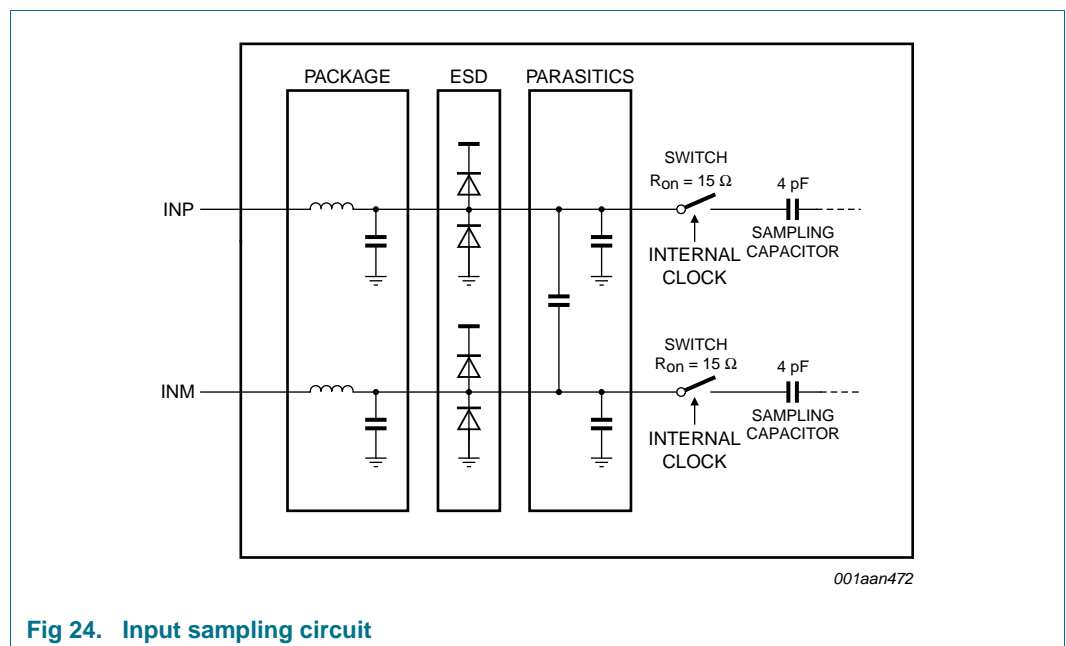 PACKAGE
ESD
PARASITICS
SWITCH
Ron = 15 Ω
4 pF
INP
SAMPLING
CAPACITOR
INTERNAL
CLOCK
SWITCH
Ron = 15 Ω
4 pF
INM
SAMPLING
CAPACITOR
INTERNAL
CLOCK
001aan472
Fig 24. Input sampling circuit